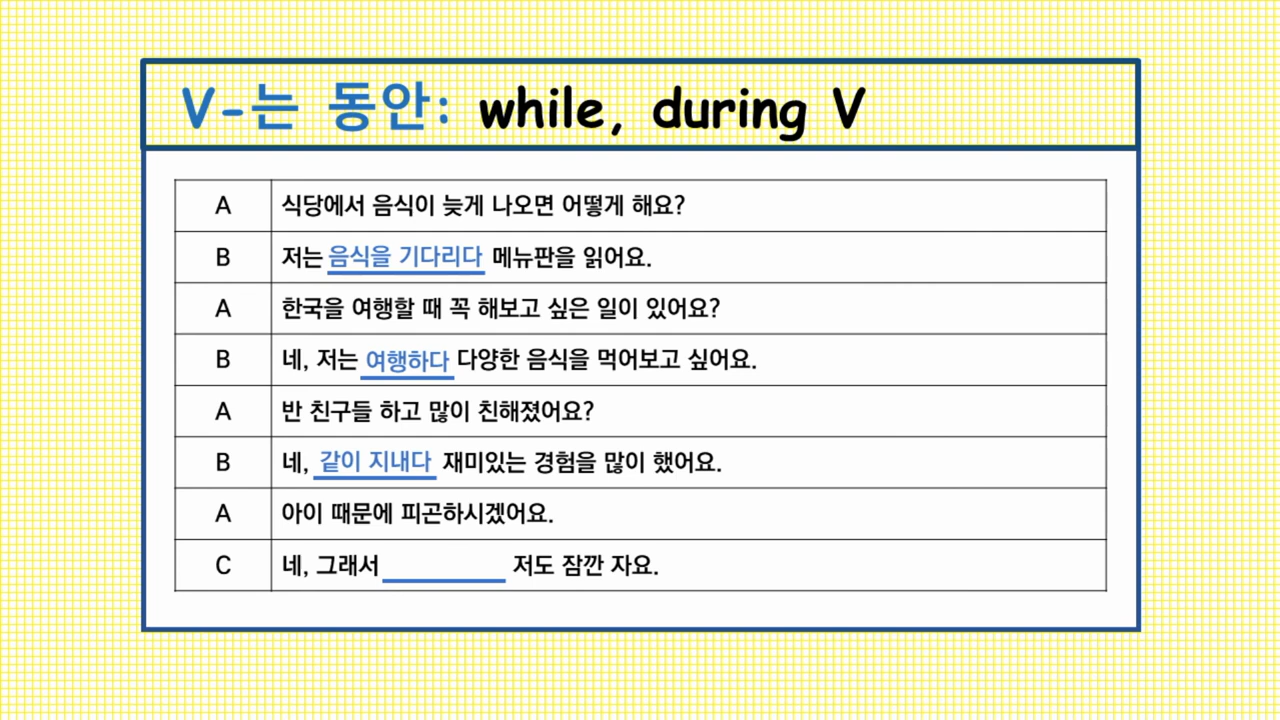 V-는 동안: while, during V
A 식당에서 음식이 늦게 나오면 어떻게 해요?
B 저는 음식을 기다리다 메뉴판을 읽어요.
A 한국을 여행할 때 꼭 해보고 싶은 일이 있어요?
B 네, 저는 여행하다 다양한 음식을 먹어보고 싶어요.
A 반 친구들 하고 많이 친해졌어요?
B 네, 같이 지내다 재미있는 경험을 많이 했어요.
A 아이 때문에 피곤하시겠어요.
C 네, 그래서 저도 잠깐 자요.